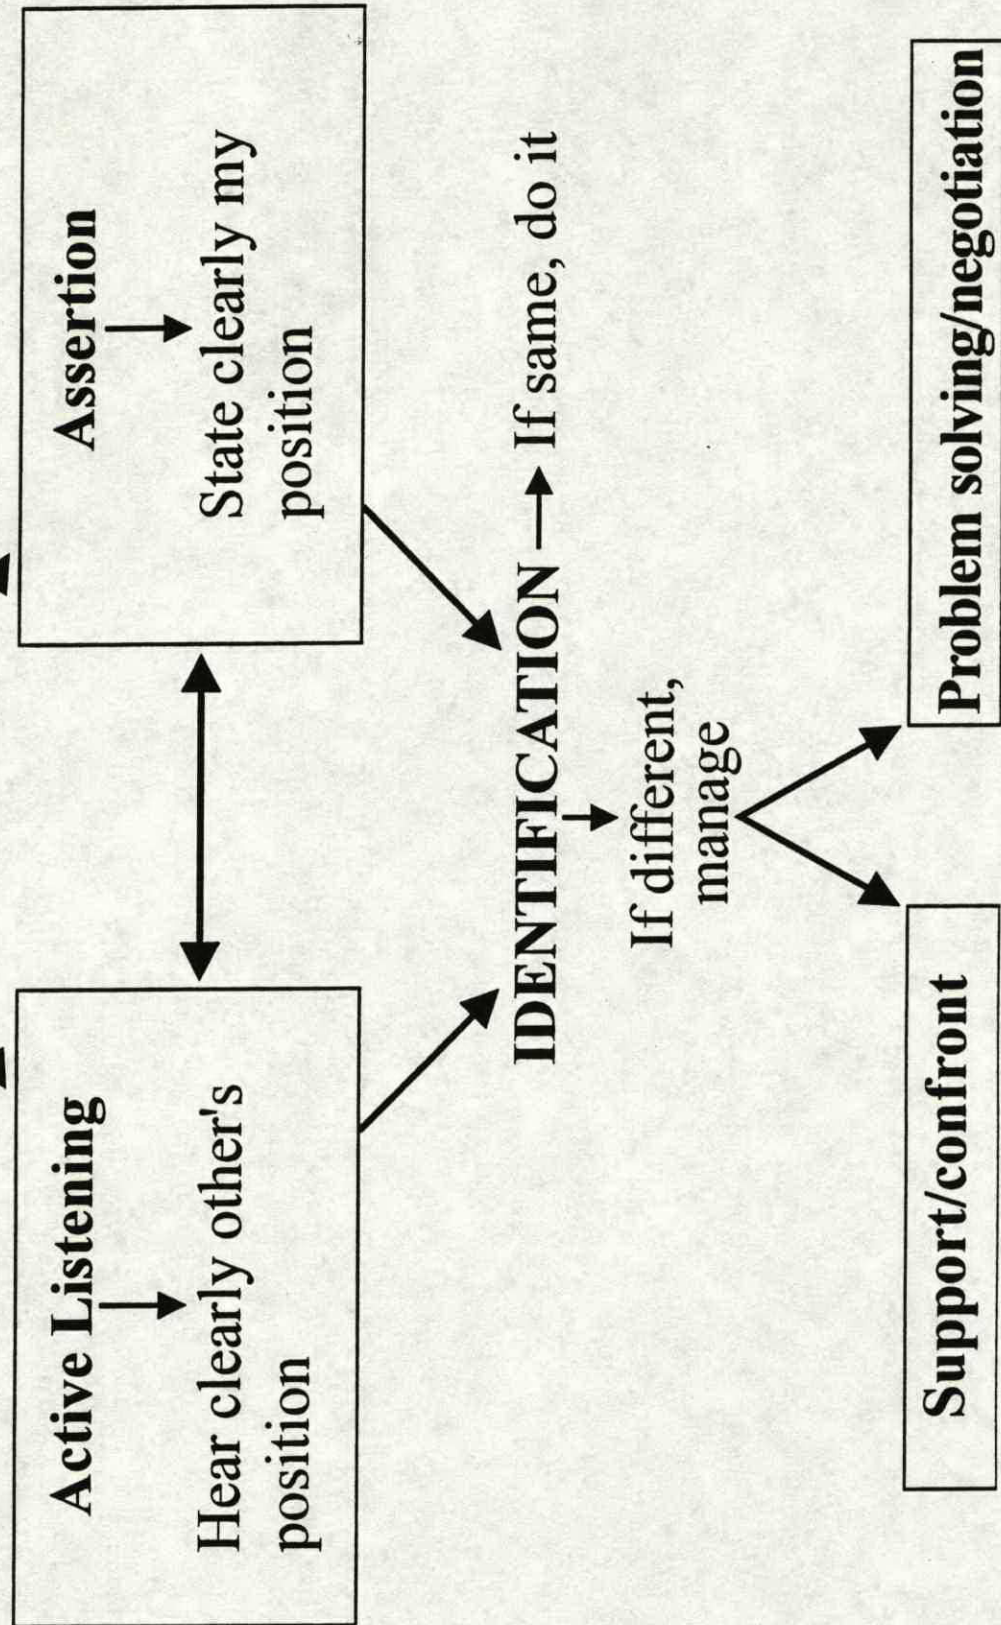 Active Listening
Hear clearly other's
position
Assertion
State clearly my
position
IDENTIFICATION
If same, do it
If different,
manage
Support/confront
Problem solving/negotiation